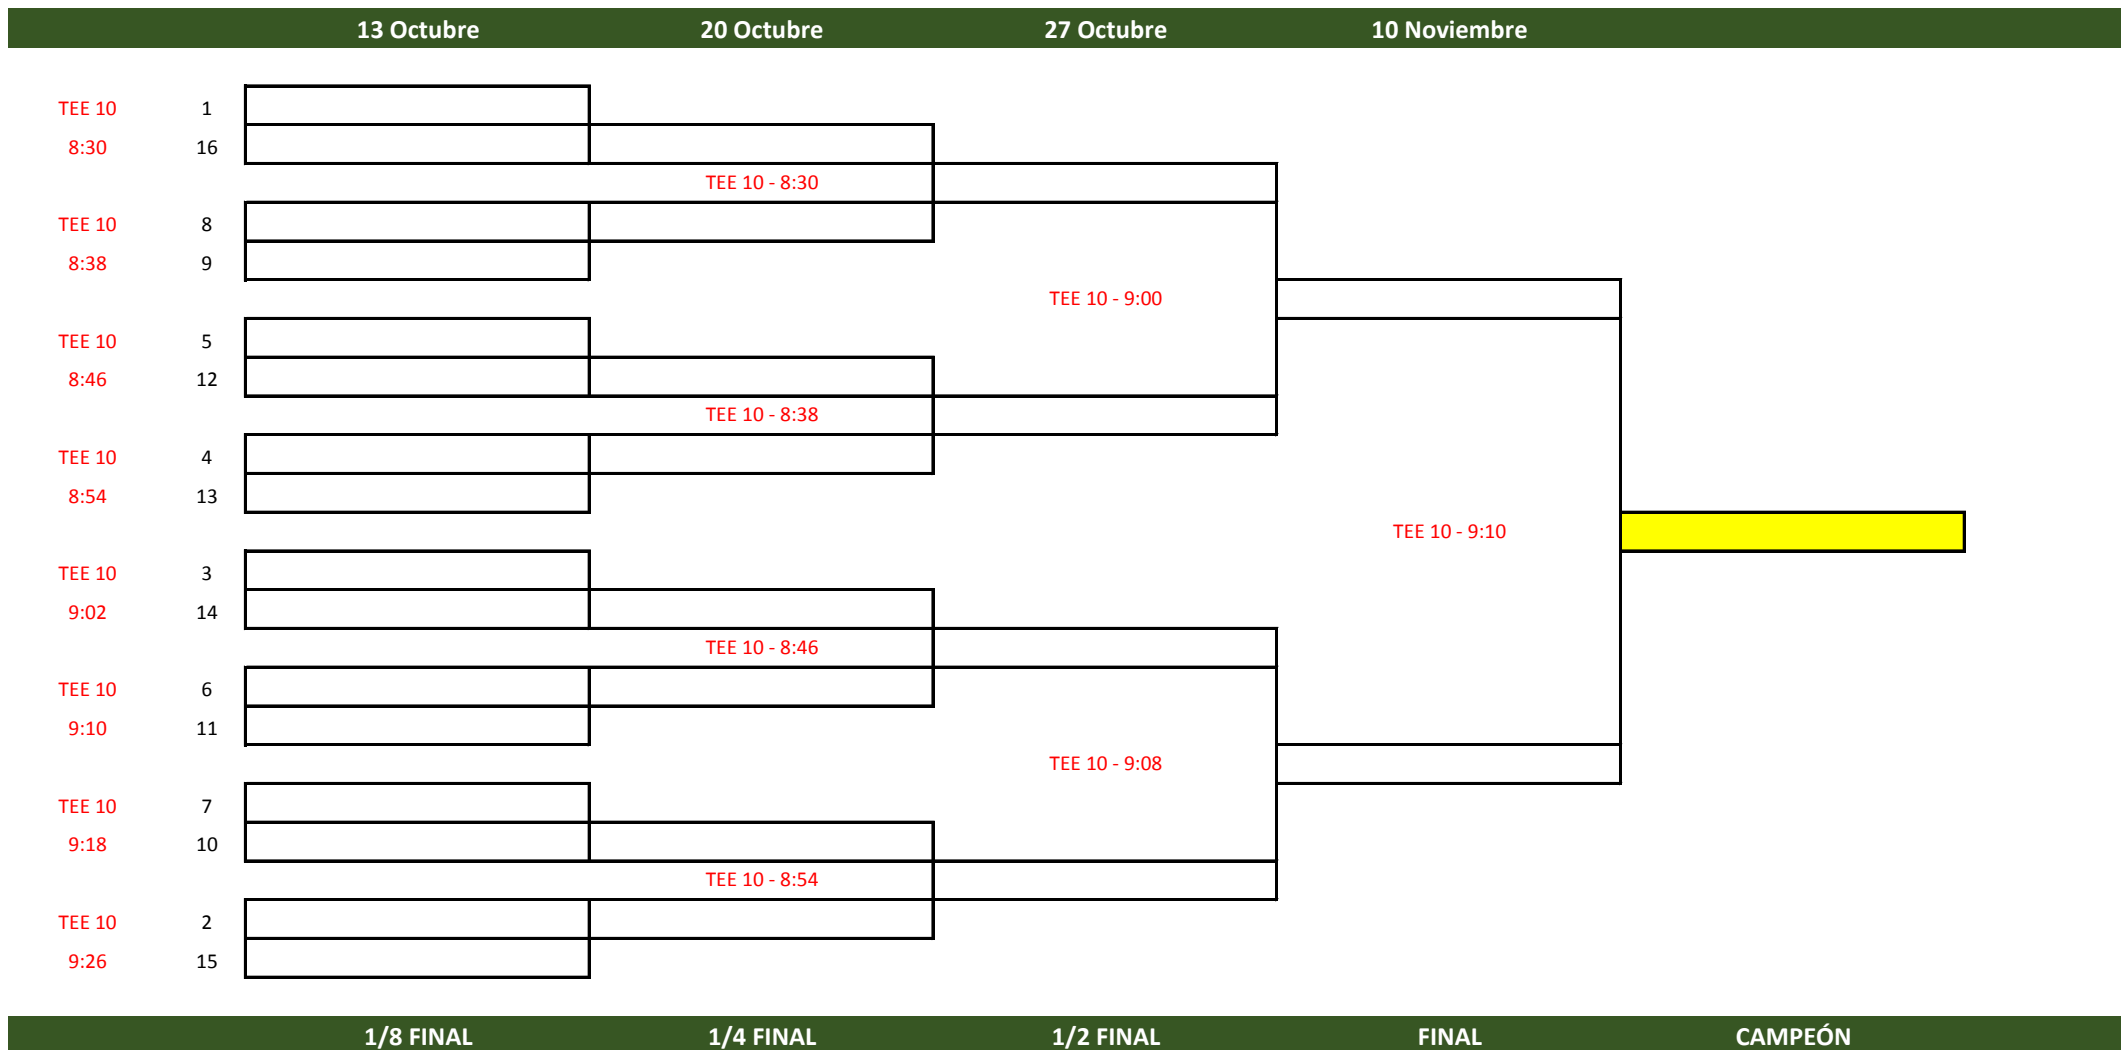 13 Octubre 20 Octubre 27 Octubre 10 Noviembre
TEE 10 1
8:30 16
TEE 10 - 8:30
TEE 10 8
8:38 9
TEE 10 - 9:00
TEE 10 5
8:46 12
TEE 10 - 8:38
TEE 10 4
8:54 13
TEE 10 - 9:10
TEE 10 3
9:02 14
TEE 10 - 8:46
TEE 10 6
9:10 11
TEE 10 - 9:08
TEE 10 7
9:18 10
TEE 10 - 8:54
TEE 10 2
9:26 15
1/8 FINAL 1/4 FINAL 1/2 FINAL FINAL CAMPEÓN